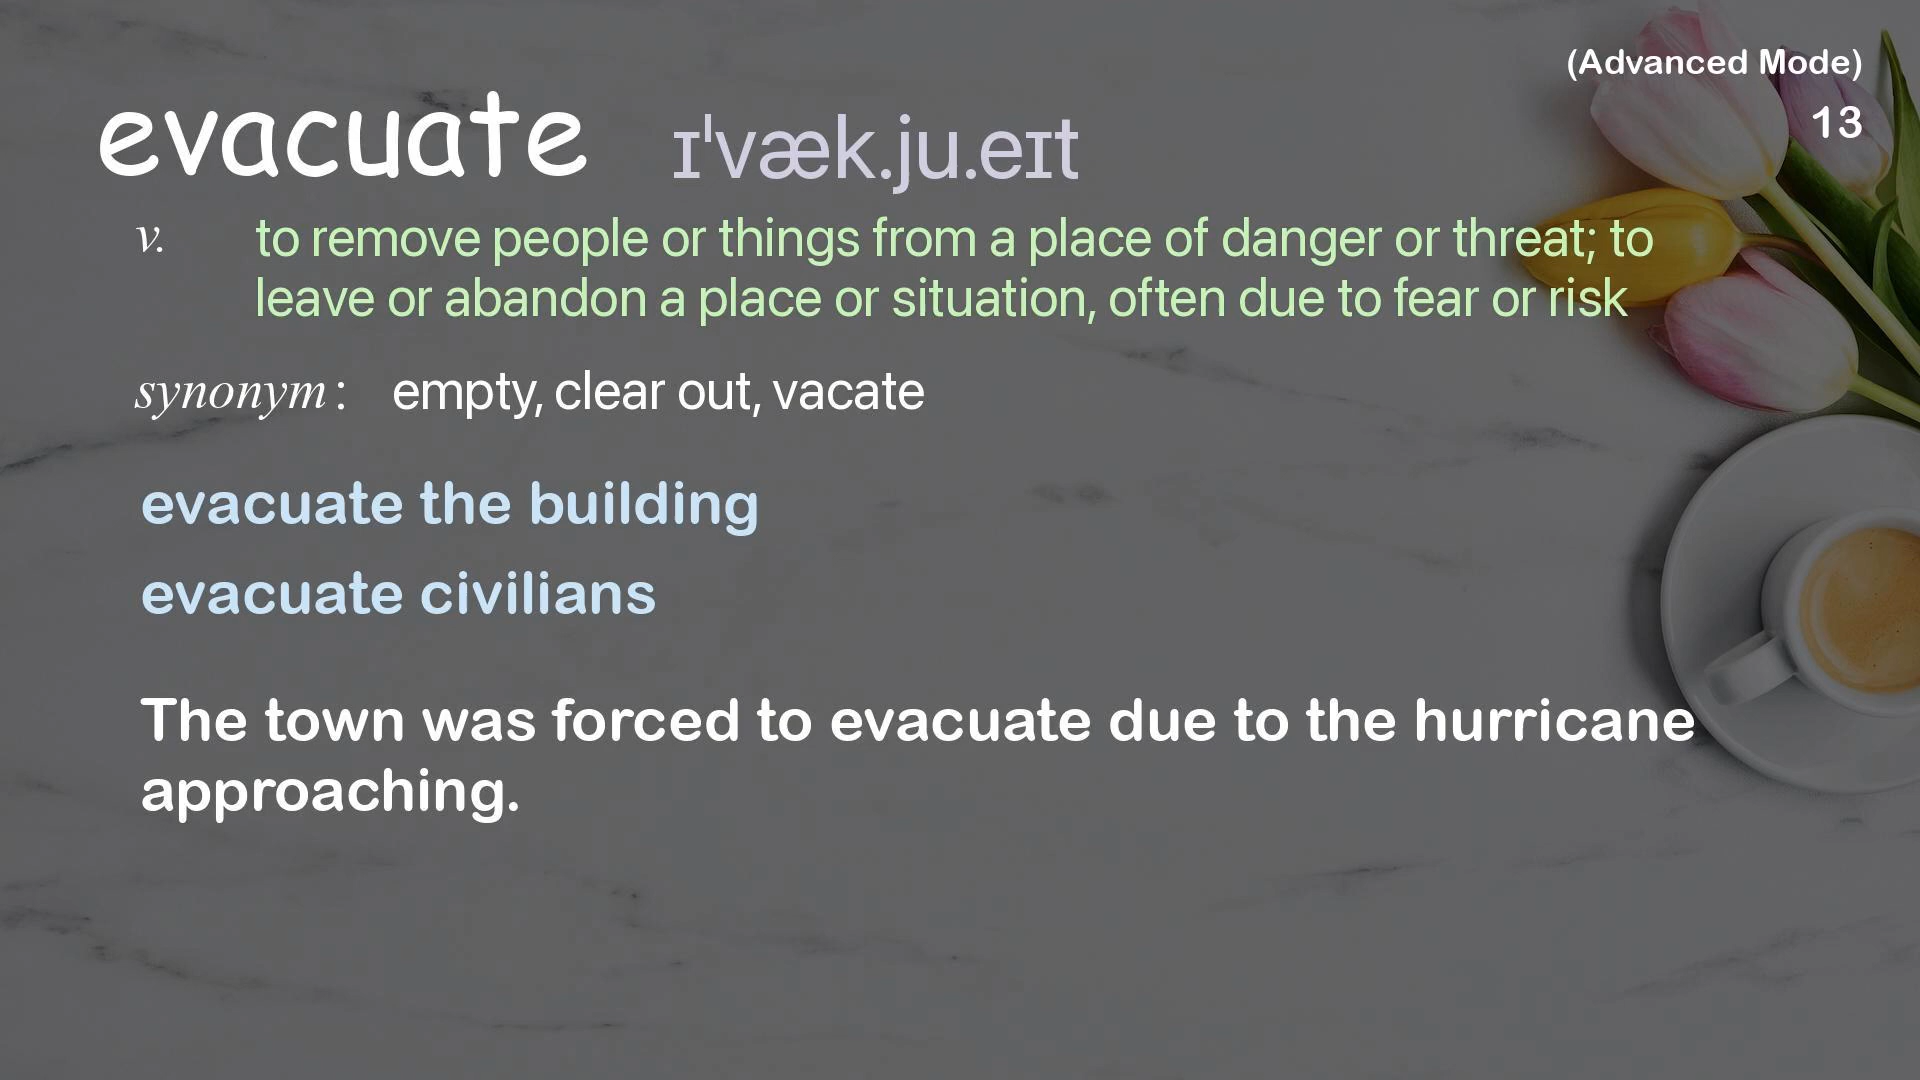 (Advanced Mode)
13
evacuate ɪˈvæk.ju.eɪt
v. to remove people or things from a place of danger or threat; to
leave or abandon a place or situation, often due to fear or risk
synonym: empty, clear out, vacate
evacuate the building
evacuate civilians
The town was forced to evacuate due to the hurricane
approaching.